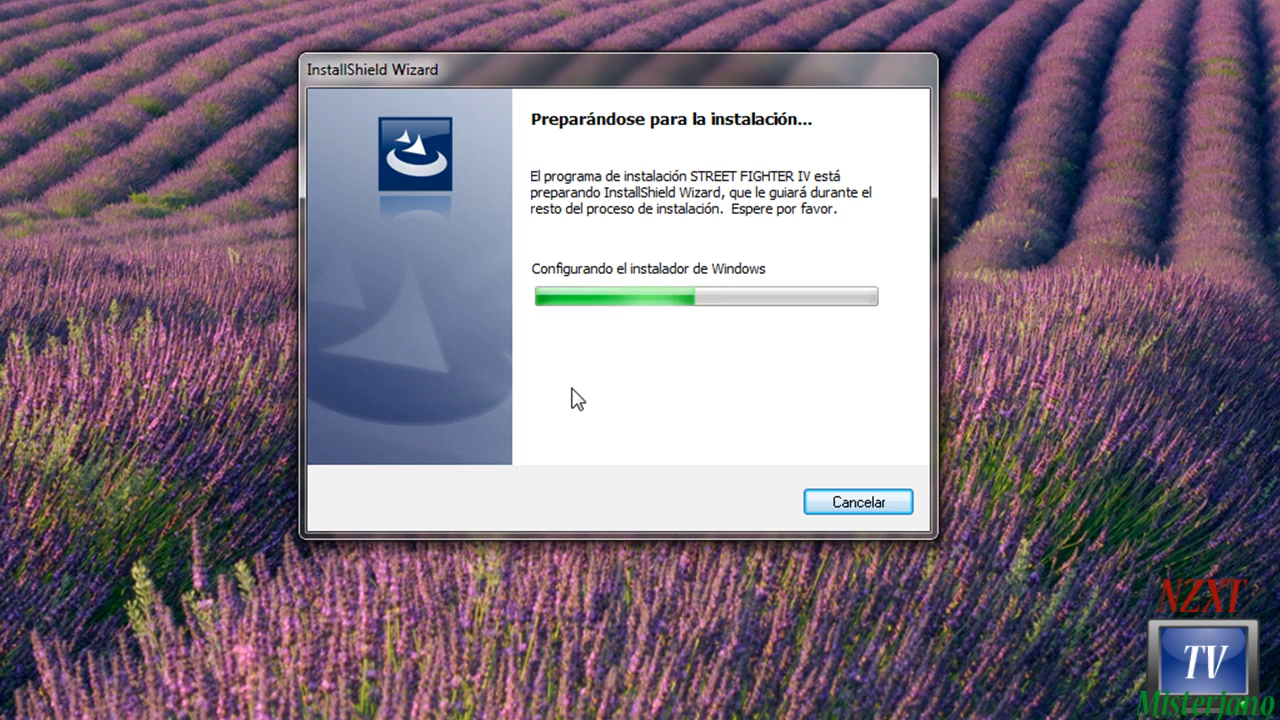 InstallShield Wizard
Preparándose para la instalación...
El programa de instalación STREET FIGHTER IV está
preparando InstallShield Wizard, que le guiará durante el
resto del proceso de instalación. Espere por favor.
Configurando el instalador de Windows
Cancelar
NZXT
TV
Misterjano